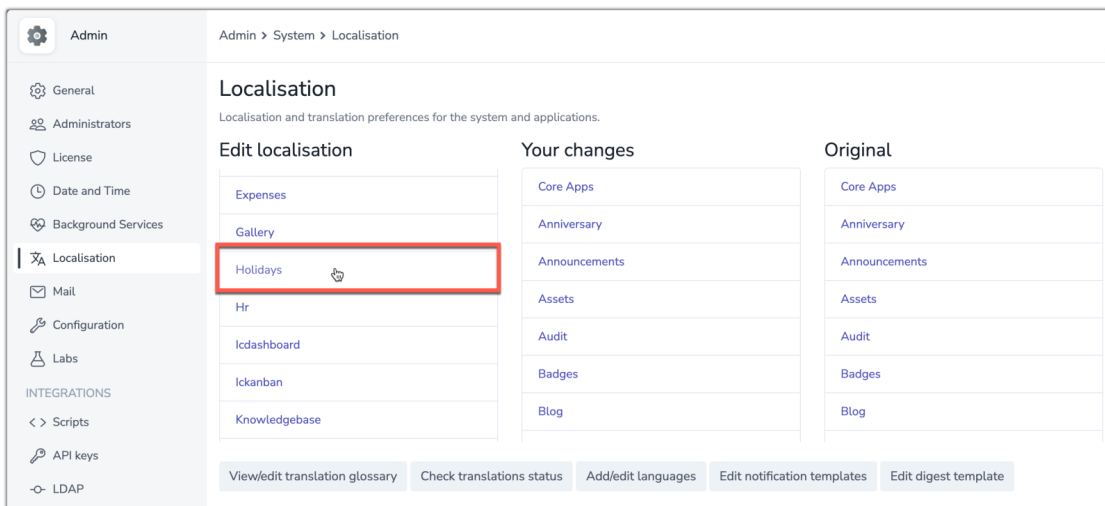 Admin
Admin > System > Localisation
General
Administrators
License
Date and Time
Background Services
Localisation
Mail
Configuration
Labs
INTEGRATIONS
Scripts
API keys
LDAP
Localisation
Localisation and translation preferences for the system and applications.
Edit localisation
Expenses
Gallery
Holidays
Hr
Icdashboard
Ickanban
Knowledgebase
Your changes
Core Apps
Anniversary
Announcements
Assets
Audit
Badges
Blog
Original
Core Apps
Anniversary
Announcements
Assets
Audit
Badges
Blog
View/edit translation glossary
Check translations status
Add/edit languages
Edit notification templates
Edit digest template